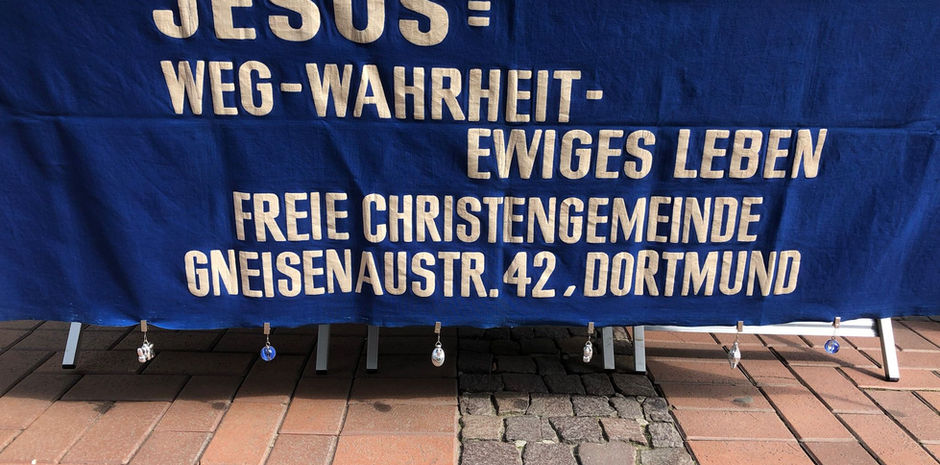 JESUS=
WEG-WAHRHEIT-
EWIGES LEBEN
FREIE CHRISTENGEMEINDE
GNEISENAUSTR.42, DORTMUND